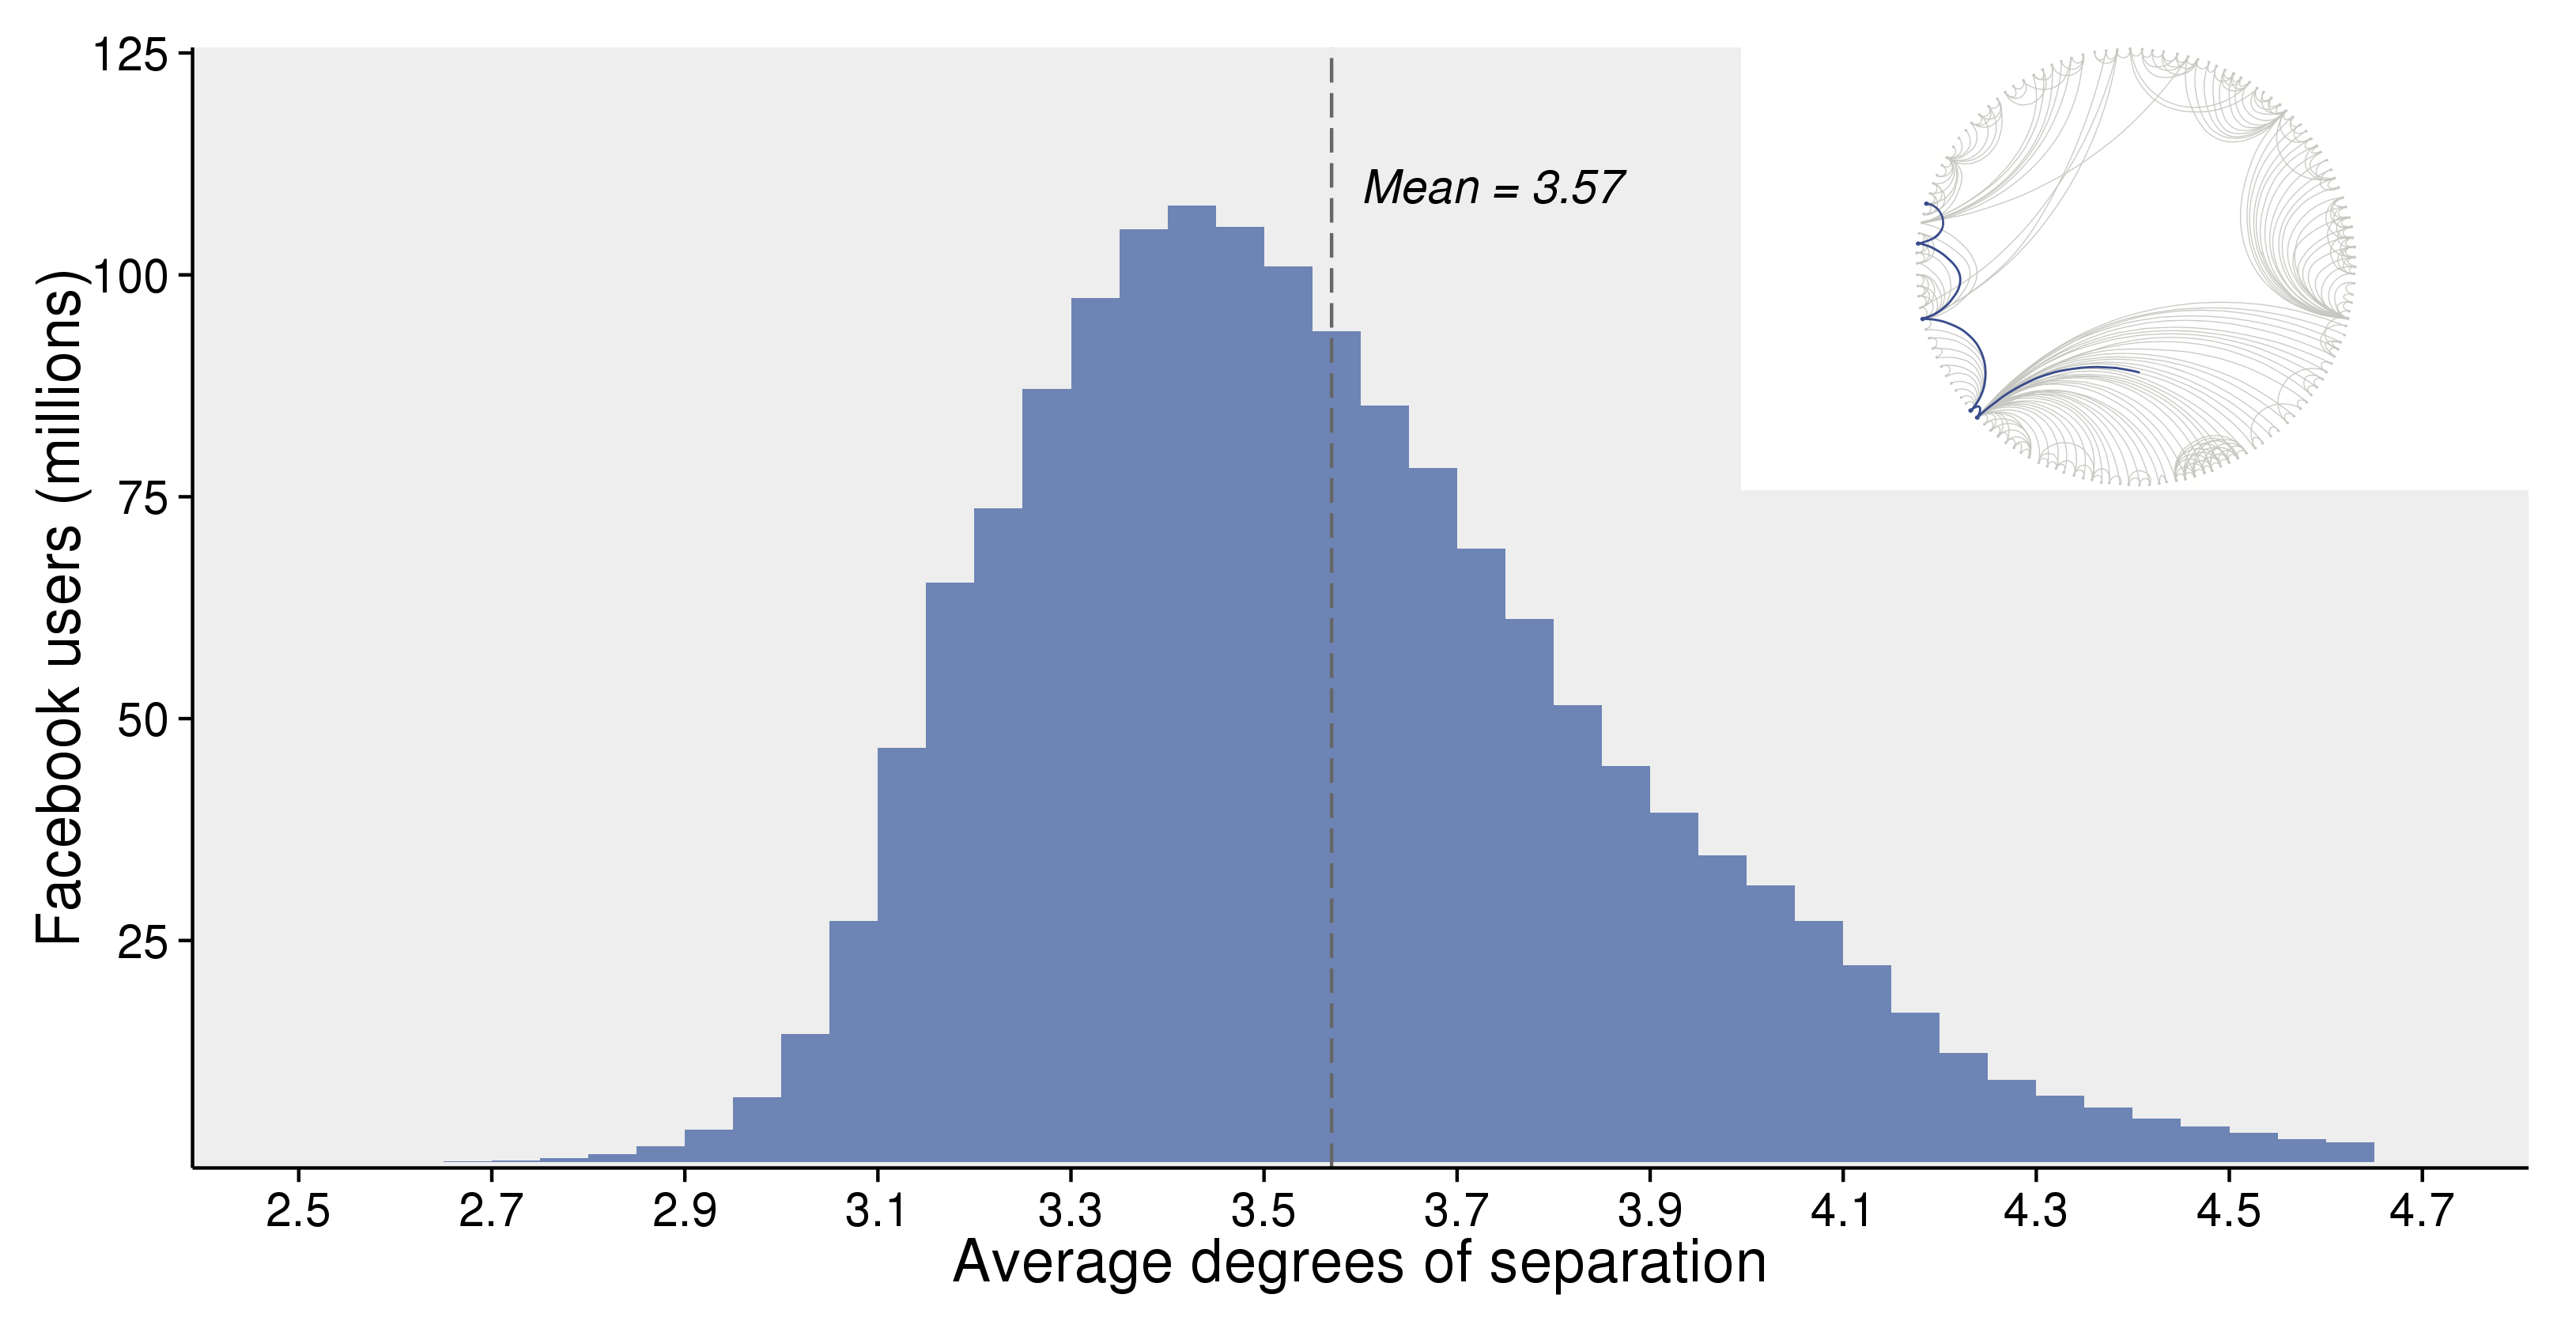 125
100
75
50
25
Facebook users (millions)
Mean = 3.57
2.5 2.7 2.9 3.1 3.3 3.5 3.7 3.9 4.1 4.3 4.5 4.7
Average degrees of separation